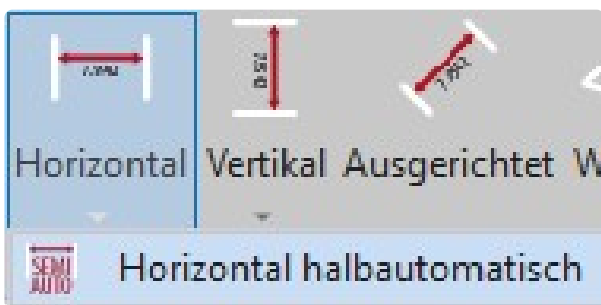 Horizontal Vertikal Ausgerichtet W
SEMI
AUTO
Horizontal halbautomatisch